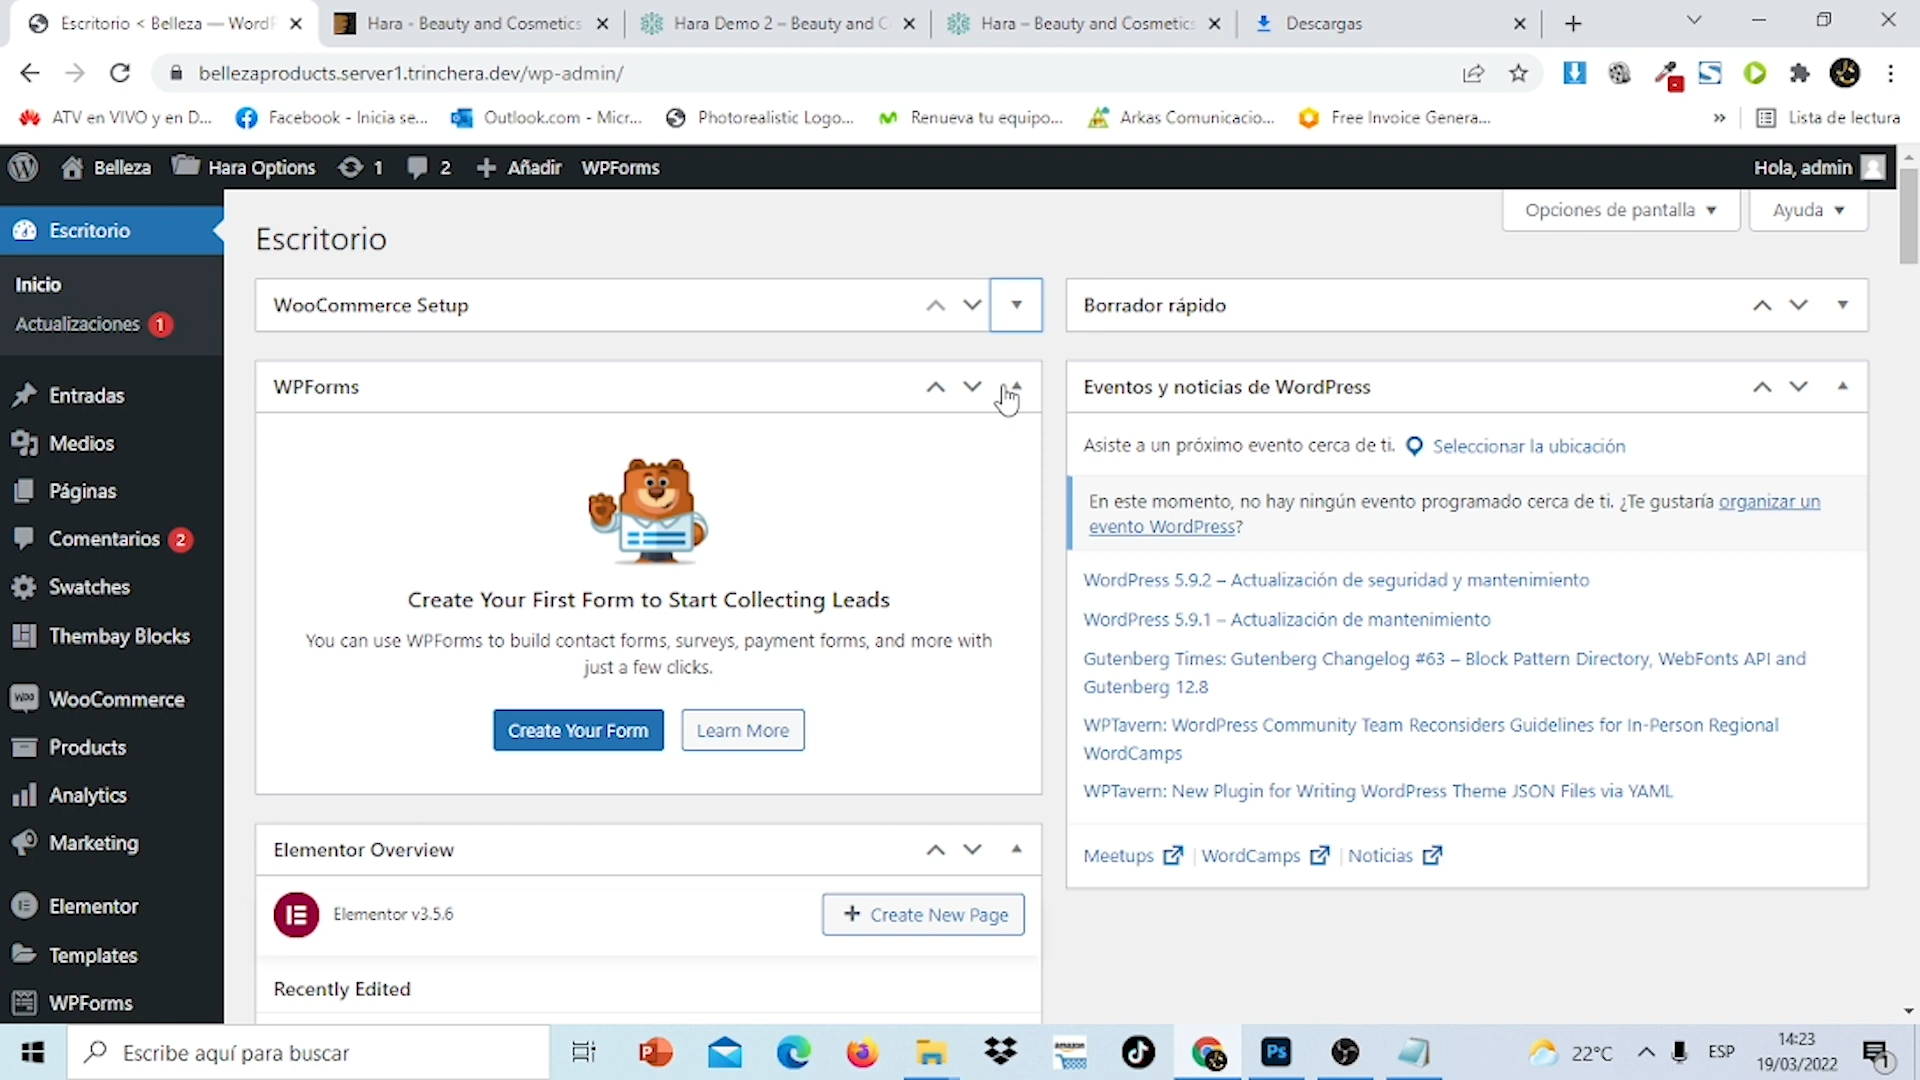 Escritorio < Belleza — WordP
Hara - Beauty and Cosmetics
Hara Demo 2 – Beauty and C
Hara – Beauty and Cosmetics
Descargas
bellezaproducts.server1.trinchera.dev/wp-admin/
ATV en VIVO y en D...
Facebook - Inicia se...
Outlook.com - Micr...
Photorealistic Logo...
Renueva tu equipo...
Arkas Comunicacio...
Free Invoice Genera...
»
Lista de lectura
Belleza
Hara Options
1
2
Añadir
WPForms
Hola, admin
Escritorio
Inicio
Actualizaciones 1
Entradas
Medios
Páginas
Comentarios 2
Swatches
Thembay Blocks
WooCommerce
Products
Analytics
Marketing
Elementor
Templates
WPForms
Opciones de pantalla
Ayuda
Escritorio
WooCommerce Setup
WPForms
Create Your First Form to Start Collecting Leads
You can use WPForms to build contact forms, surveys, payment forms, and more with
just a few clicks.
Create Your Form
Learn More
Elementor Overview
Elementor v3.5.6
+ Create New Page
Recently Edited
Borrador rápido
Eventos y noticias de WordPress
Asiste a un próximo evento cerca de ti.
Seleccionar la ubicación
En este momento, no hay ningún evento programado cerca de ti. ¿Te gustaría organizar un
evento WordPress?
WordPress 5.9.2 – Actualización de seguridad y mantenimiento
WordPress 5.9.1 – Actualización de mantenimiento
Gutenberg Times: Gutenberg Changelog #63 – Block Pattern Directory, WebFonts API and
Gutenberg 12.8
WPTavern: WordPress Community Team Reconsiders Guidelines for In-Person Regional
WordCamps
WPTavern: New Plugin for Writing WordPress Theme JSON Files via YAML
Meetups | WordCamps | Noticias
Escribe aquí para buscar
amazon
Ps
22°C
ESP
14:23
19/03/2022
1